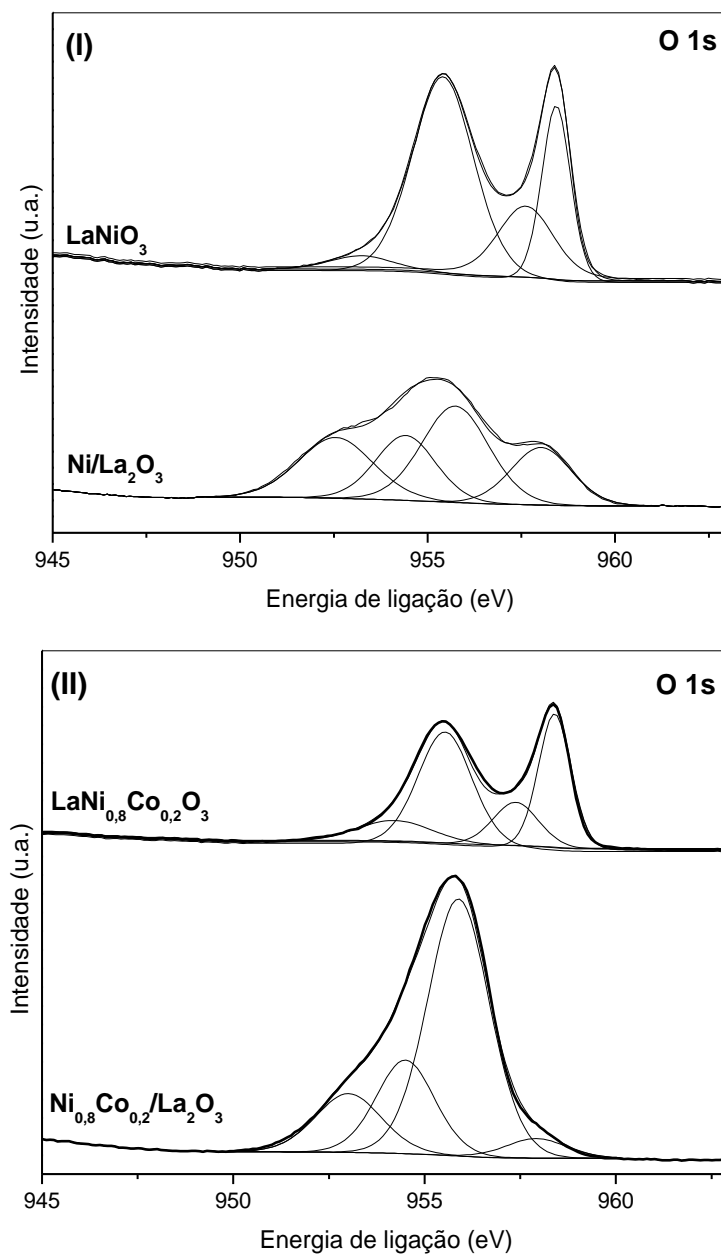 (I)
O 1s
Intensidade (u.a.)
LaNiO₃
Ni/La₂O₃
945 950 955 960
Energia de ligação (eV)
(II)
O 1s
Intensidade (u.a.)
LaNi₀,₈Co₀,₂O₃
Ni₀,₈Co₀,₂/La₂O₃
945 950 955 960
Energia de ligação (eV)